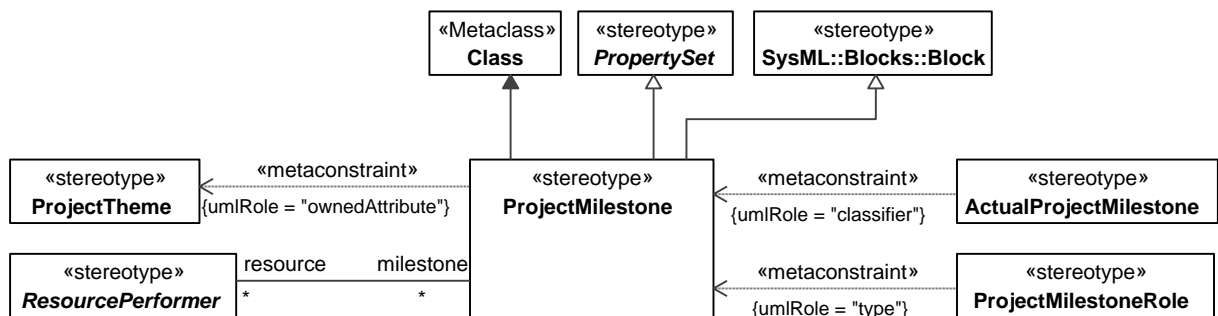 «Metaclass»
Class
«stereotype»
PropertySet
«stereotype»
SysML::Blocks::Block
«stereotype»
ProjectTheme
«metaconstraint»
{umlRole = "ownedAttribute"}
«stereotype»
ProjectMilestone
«metaconstraint»
{umlRole = "classifier"}
«stereotype»
ActualProjectMilestone
«stereotype»
ResourcePerformer
resource
milestone
*
*
«metaconstraint»
{umlRole = "type"}
«stereotype»
ProjectMilestoneRole